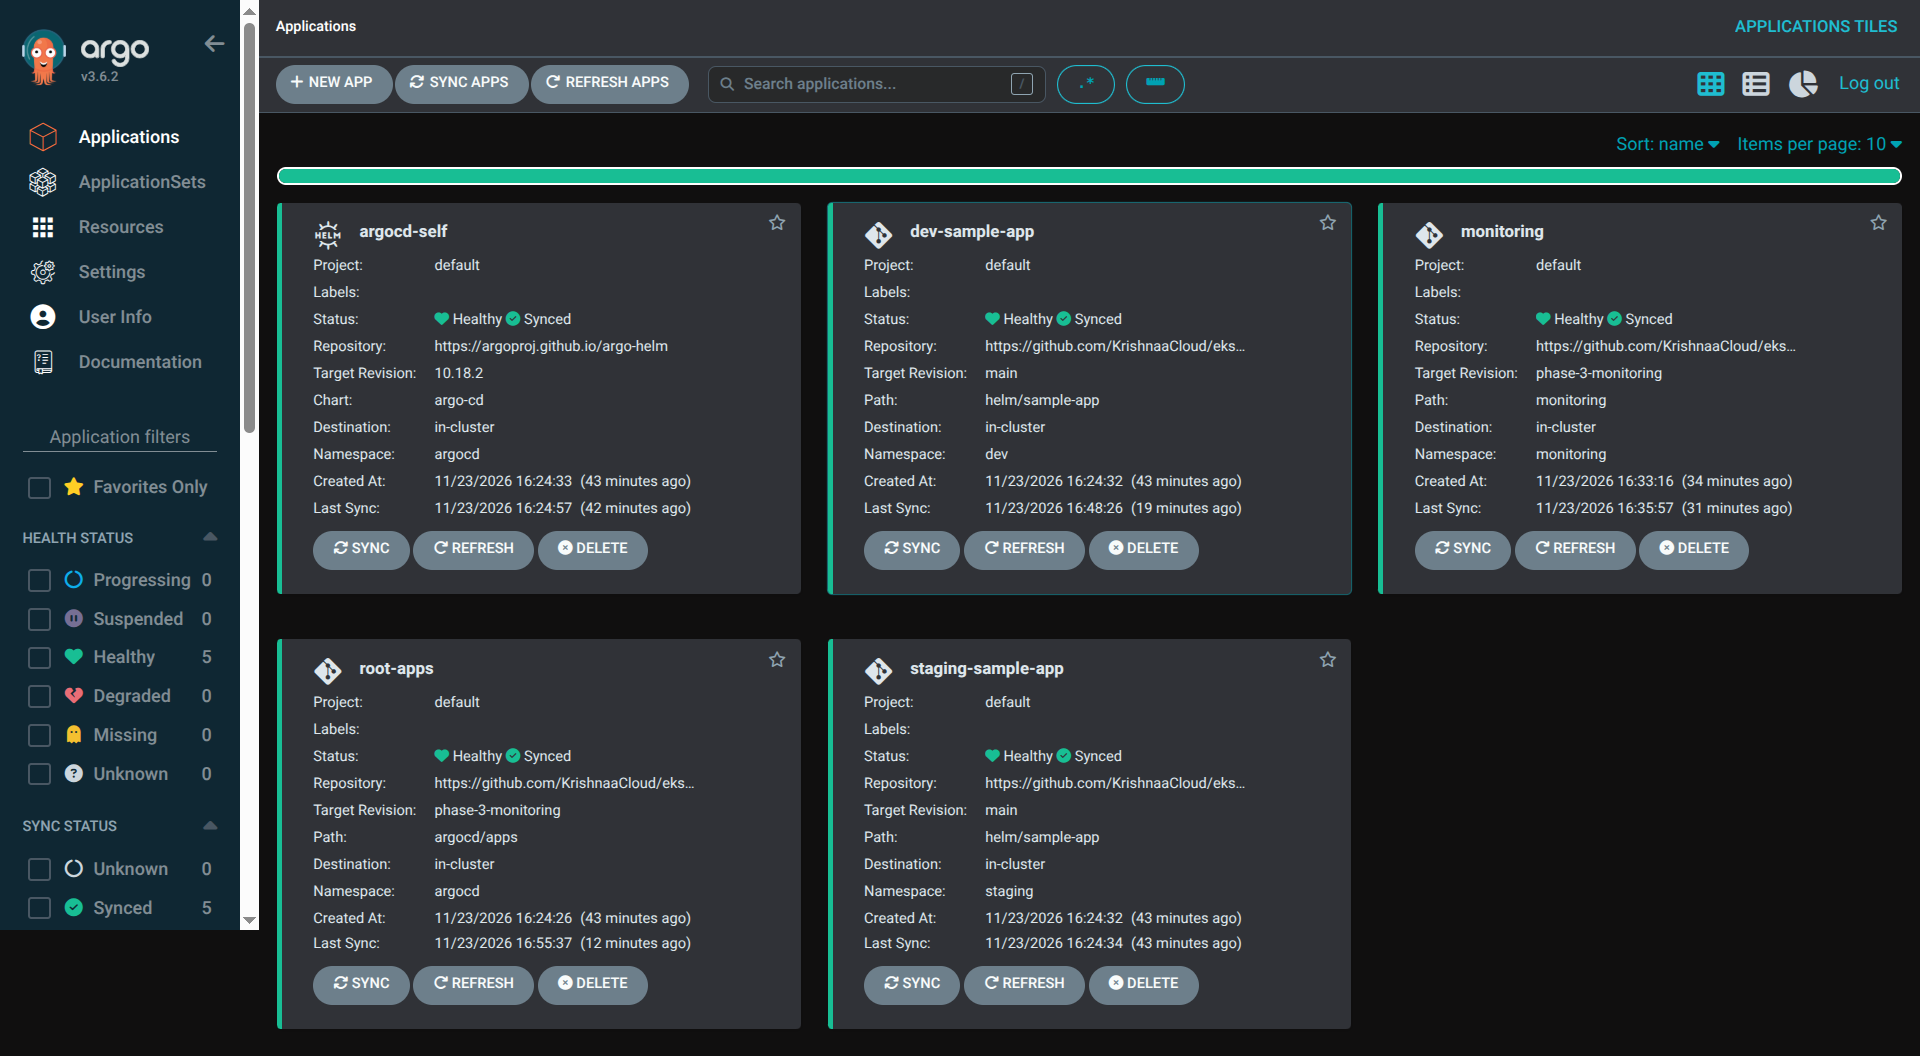 argo
v3.6.2
Applications
ApplicationSets
Resources
Settings
User Info
Documentation
Application filters
Favorites Only
HEALTH STATUS
Progressing 0
Suspended 0
Healthy 5
Degraded 0
Missing 0
Unknown 0
SYNC STATUS
Unknown 0
Synced 5
Applications
APPLICATIONS TILES
+ NEW APP SYNC APPS REFRESH APPS Search applications... / .* Log out
Sort: name Items per page: 10
HELM argocd-self
Project: default
Labels:
Status: Healthy Synced
Repository: https://argoproj.github.io/argo-helm
Target Revision: 10.18.2
Chart: argo-cd
Destination: in-cluster
Namespace: argocd
Created At: 11/23/2026 16:24:33 (43 minutes ago)
Last Sync: 11/23/2026 16:24:57 (42 minutes ago)
SYNC REFRESH DELETE
dev-sample-app
Project: default
Labels:
Status: Healthy Synced
Repository: https://github.com/KrishnaaCloud/eks...
Target Revision: main
Path: helm/sample-app
Destination: in-cluster
Namespace: dev
Created At: 11/23/2026 16:24:32 (43 minutes ago)
Last Sync: 11/23/2026 16:48:26 (19 minutes ago)
SYNC REFRESH DELETE
monitoring
Project: default
Labels:
Status: Healthy Synced
Repository: https://github.com/KrishnaaCloud/eks...
Target Revision: phase-3-monitoring
Path: monitoring
Destination: in-cluster
Namespace: monitoring
Created At: 11/23/2026 16:33:16 (34 minutes ago)
Last Sync: 11/23/2026 16:35:57 (31 minutes ago)
SYNC REFRESH DELETE
root-apps
Project: default
Labels:
Status: Healthy Synced
Repository: https://github.com/KrishnaaCloud/eks...
Target Revision: phase-3-monitoring
Path: argocd/apps
Destination: in-cluster
Namespace: argocd
Created At: 11/23/2026 16:24:26 (43 minutes ago)
Last Sync: 11/23/2026 16:55:37 (12 minutes ago)
SYNC REFRESH DELETE
staging-sample-app
Project: default
Labels:
Status: Healthy Synced
Repository: https://github.com/KrishnaaCloud/eks...
Target Revision: main
Path: helm/sample-app
Destination: in-cluster
Namespace: staging
Created At: 11/23/2026 16:24:32 (43 minutes ago)
Last Sync: 11/23/2026 16:24:34 (43 minutes ago)
SYNC REFRESH DELETE